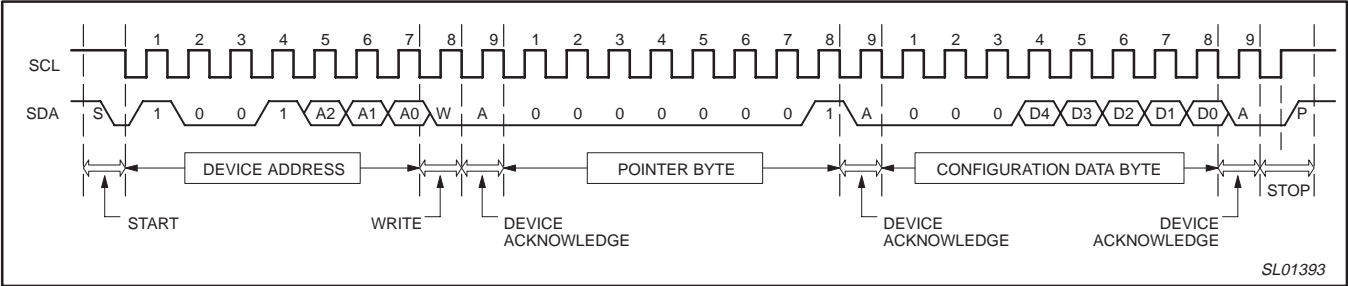 1 2 3 4 5 6 7 8 9 1 2 3 4 5 6 7 8 9 1 2 3 4 5 6 7 8 9
SCL
SDA S 1 0 0 1 A2 A1 A0 W A 0 0 0 0 0 0 0 1 A 0 0 0 D4 D3 D2 D1 D0 A P
DEVICE ADDRESS POINTER BYTE CONFIGURATION DATA BYTE
STOP
START WRITE DEVICE ACKNOWLEDGE DEVICE ACKNOWLEDGE DEVICE ACKNOWLEDGE
SL01393